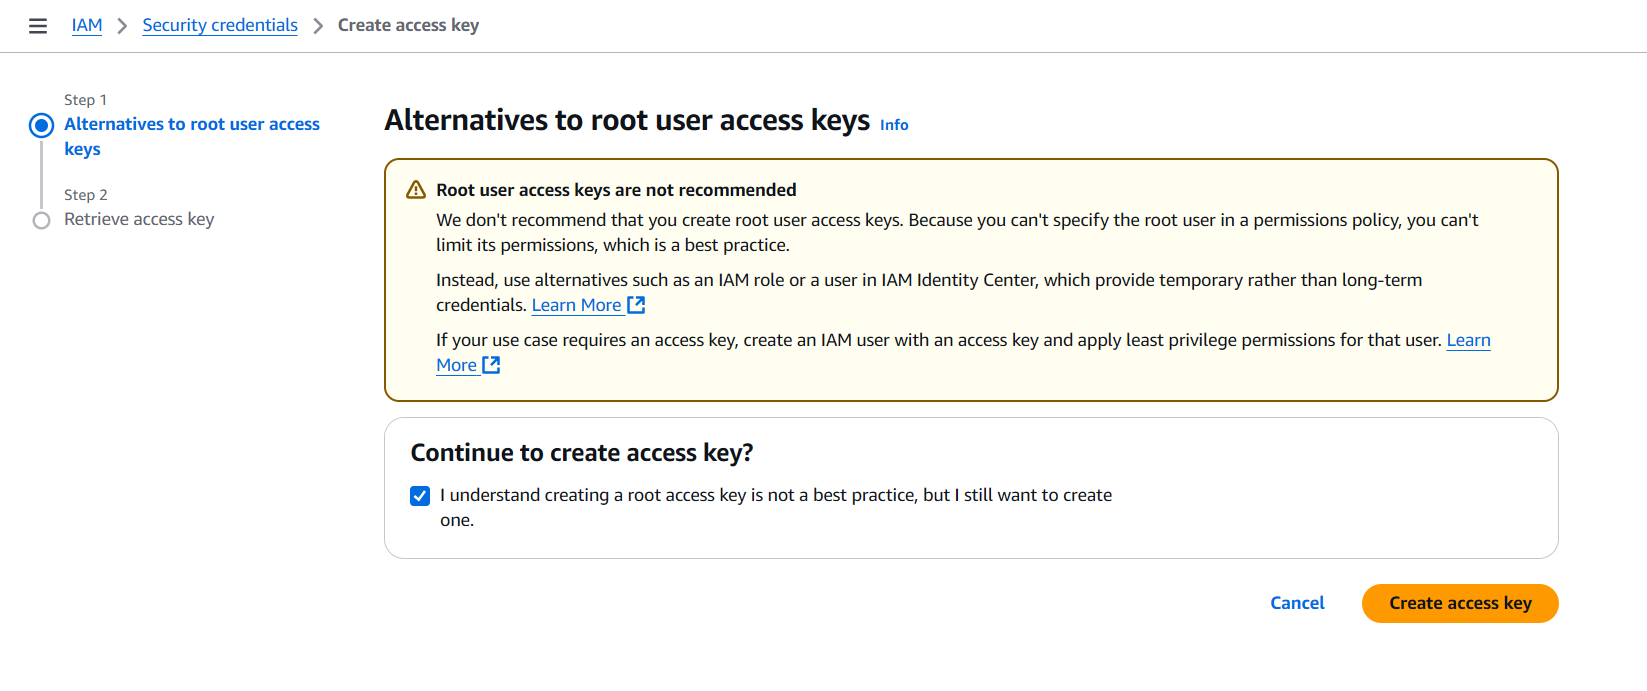 IAM > Security credentials > Create access key
Step 1
Alternatives to root user access
keys
Step 2
Retrieve access key
Alternatives to root user access keys Info
Root user access keys are not recommended
We don't recommend that you create root user access keys. Because you can't specify the root user in a permissions policy, you can't
limit its permissions, which is a best practice.
Instead, use alternatives such as an IAM role or a user in IAM Identity Center, which provide temporary rather than long-term
credentials. Learn More
If your use case requires an access key, create an IAM user with an access key and apply least privilege permissions for that user. Learn
More
Continue to create access key?
I understand creating a root access key is not a best practice, but I still want to create
one.
Cancel
Create access key